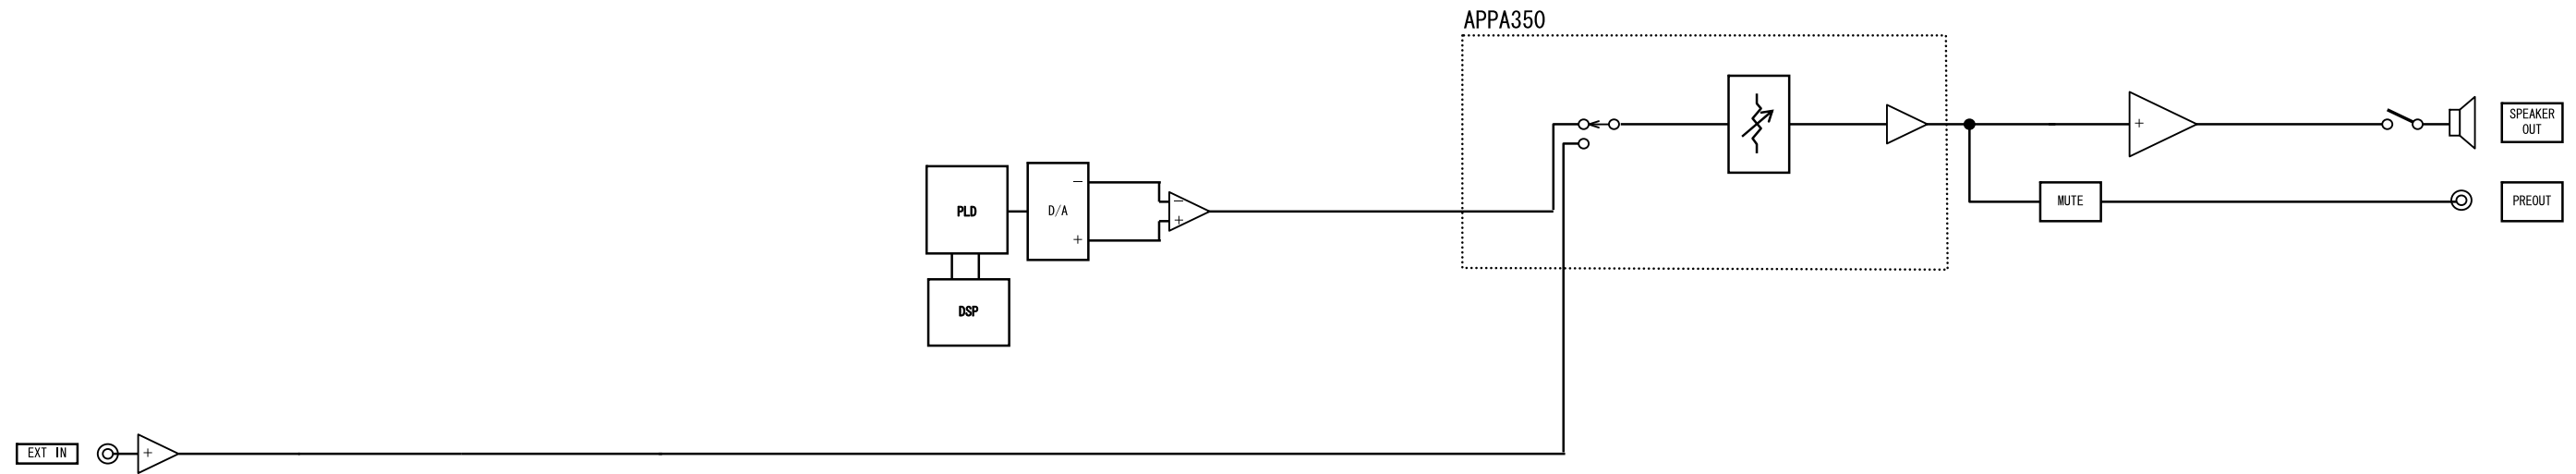 APPA350
SPEAKER
OUT
PLD
D/A
−
+
−
+
+
MUTE
PREOUT
DSP
EXT IN
+